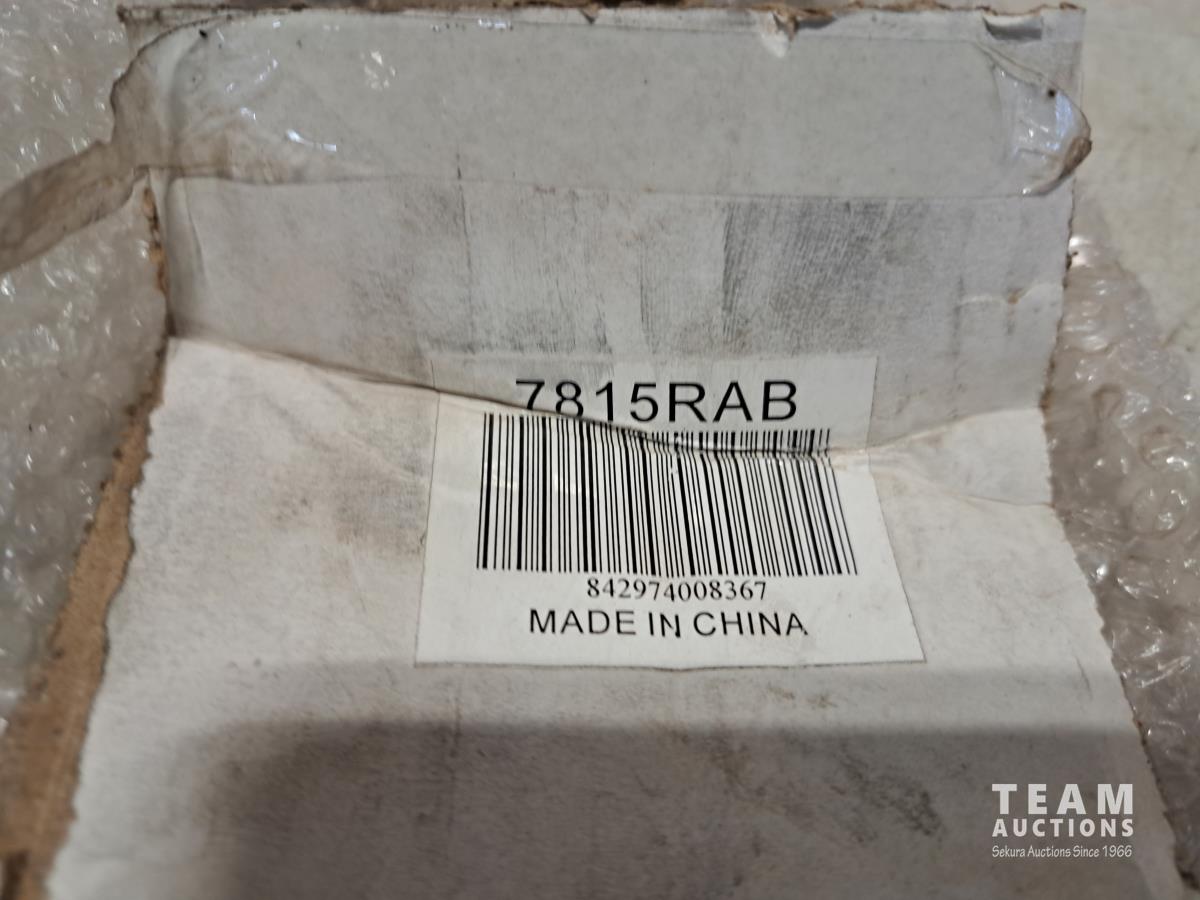 7815RAB
842974008367
MADE IN CHINA
TEAM
AUCTIONS
Sekura Auctions Since 1966